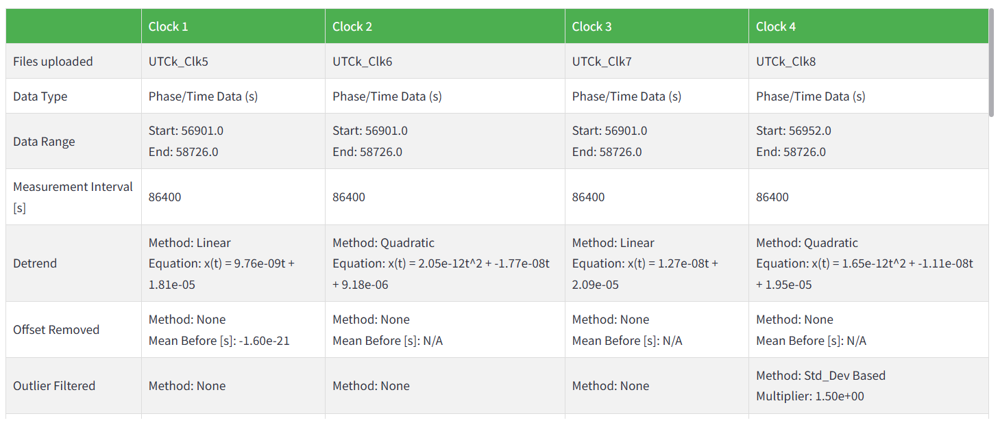 Clock 1 Clock 2 Clock 3 Clock 4
Files uploaded UTCk_Clk5 UTCk_Clk6 UTCk_Clk7 UTCk_Clk8
Data Type Phase/Time Data (s) Phase/Time Data (s) Phase/Time Data (s) Phase/Time Data (s)
Data Range
Start: 56901.0
End: 58726.0
Start: 56901.0
End: 58726.0
Start: 56901.0
End: 58726.0
Start: 56952.0
End: 58726.0
Measurement Interval
[s]
86400 86400 86400 86400
Detrend
Method: Linear
Equation: x(t) = 9.76e-09t +
1.81e-05
Method: Quadratic
Equation: x(t) = 2.05e-12t^2 + -1.77e-08t
+ 9.18e-06
Method: Linear
Equation: x(t) = 1.27e-08t +
2.09e-05
Method: Quadratic
Equation: x(t) = 1.65e-12t^2 + -1.11e-08t
+ 1.95e-05
Offset Removed
Method: None
Mean Before [s]: -1.60e-21
Method: None
Mean Before [s]: N/A
Method: None
Mean Before [s]: N/A
Method: None
Mean Before [s]: N/A
Outlier Filtered
Method: None
Method: None
Method: None
Method: Std_Dev Based
Multiplier: 1.50e+00